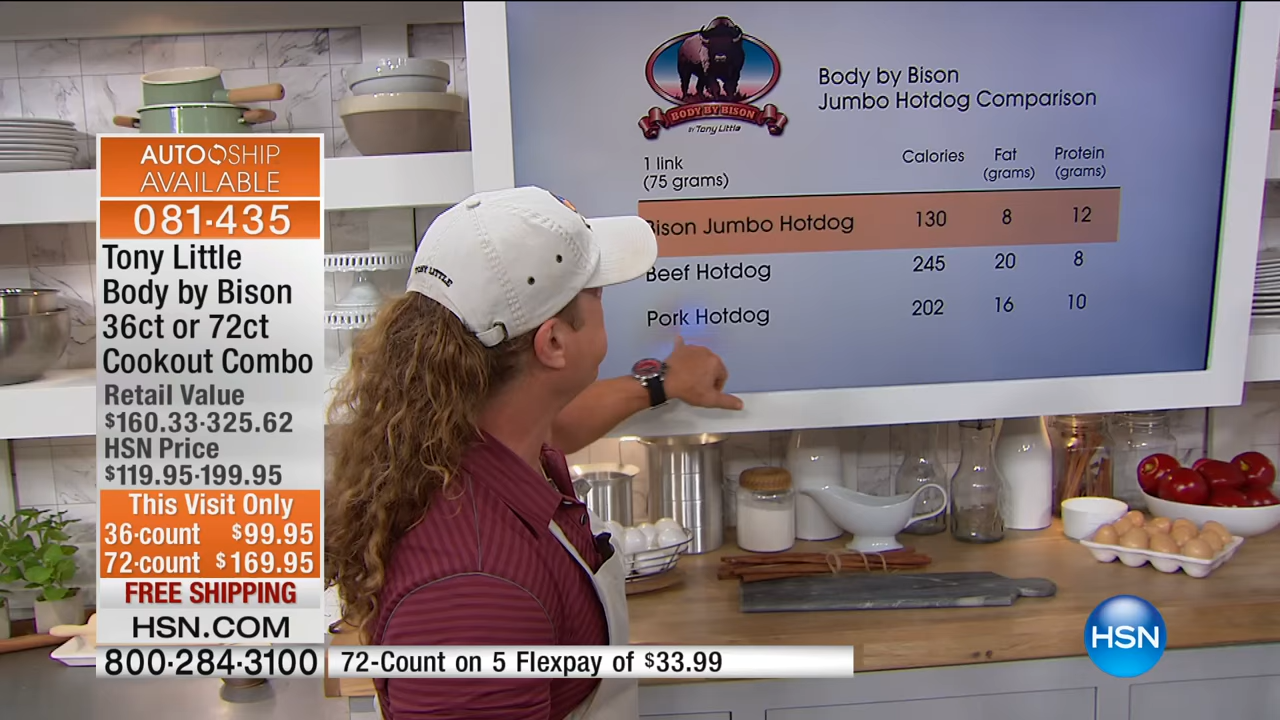 AUTO SHIP
AVAILABLE
081·435
Tony Little
Body by Bison
36ct or 72ct
Cookout Combo
Retail Value
$160.33-325.62
HSN Price
$119.95-199.95
This Visit Only
36-count $99.95
72-count $169.95
FREE SHIPPING
HSN.COM
800·284·3100
72-Count on 5 Flexpay of $33.99
BODY BY BISON
BY Tony Little
Body by Bison
Jumbo Hotdog Comparison
1 link
(75 grams)
Calories
Fat
(grams)
Protein
(grams)
Bison Jumbo Hotdog 130 8 12
Beef Hotdog 245 20 8
Pork Hotdog 202 16 10
TONY LITTLE
HSN